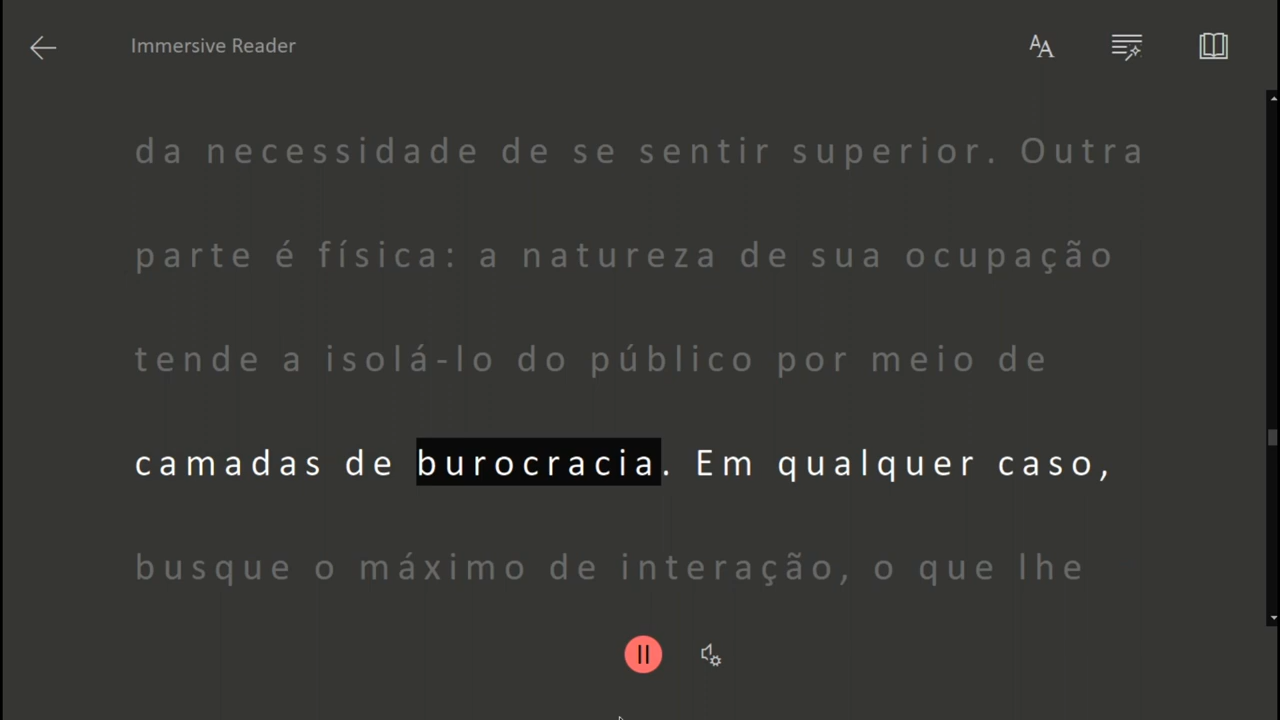 Immersive Reader
da necessidade de se sentir superior. Outra
parte é física: a natureza de sua ocupação
tende a isolá-lo do público por meio de
camadas de burocracia. Em qualquer caso,
busque o máximo de interação, o que lhe